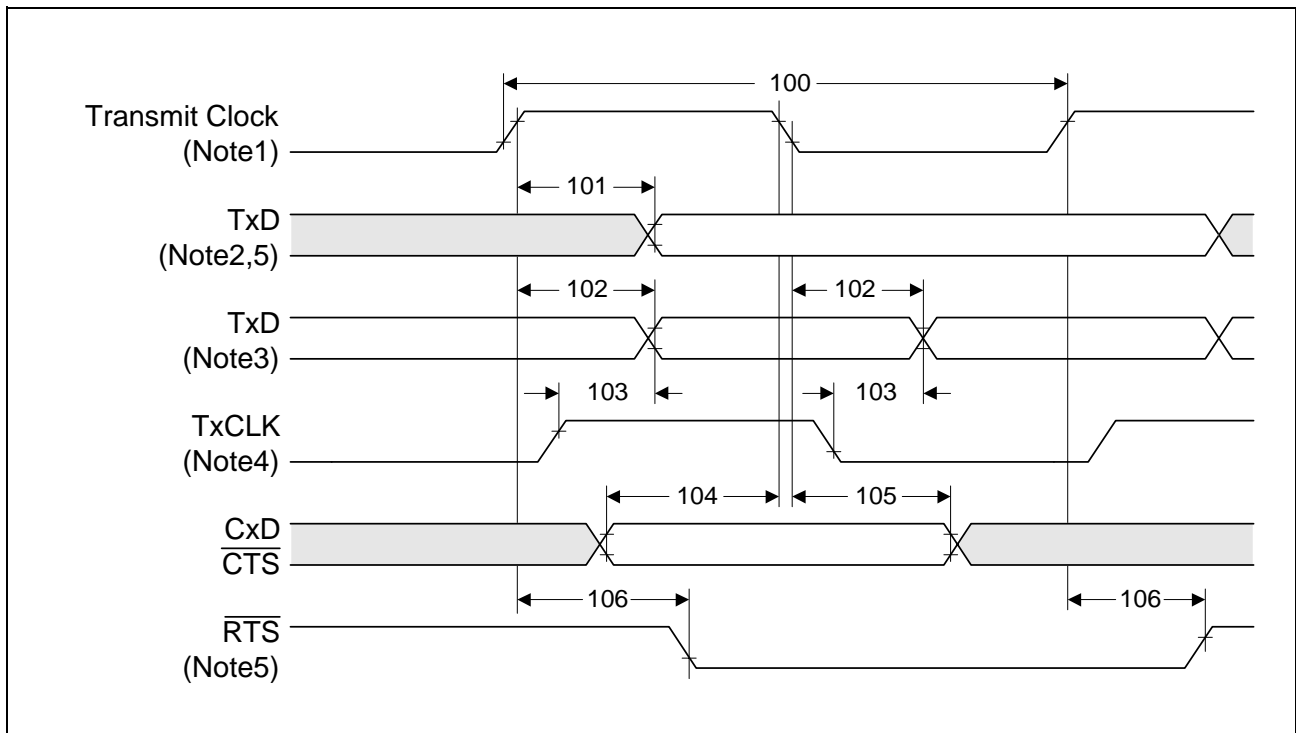 100
Transmit Clock
(Note1)
101
TxD
(Note2,5)
102 102
TxD
(Note3)
103 103
TxCLK
(Note4)
104 105
CxD
CTS
106 106
RTS
(Note5)